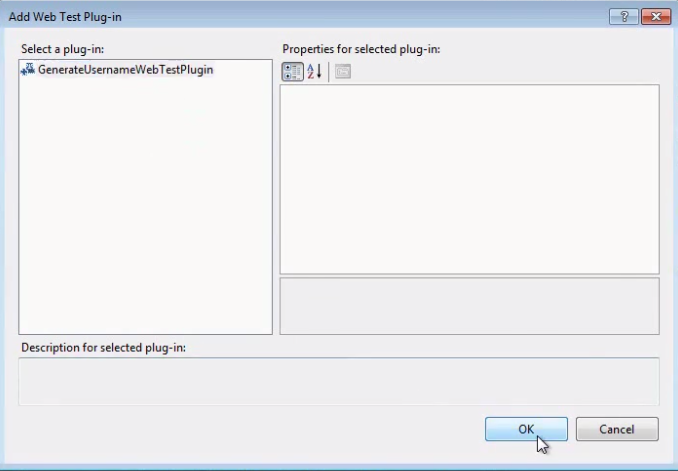 Add Web Test Plug-in
Select a plug-in:
Properties for selected plug-in:
GenerateUsernameWebTestPlugin
Description for selected plug-in:
OK
Cancel